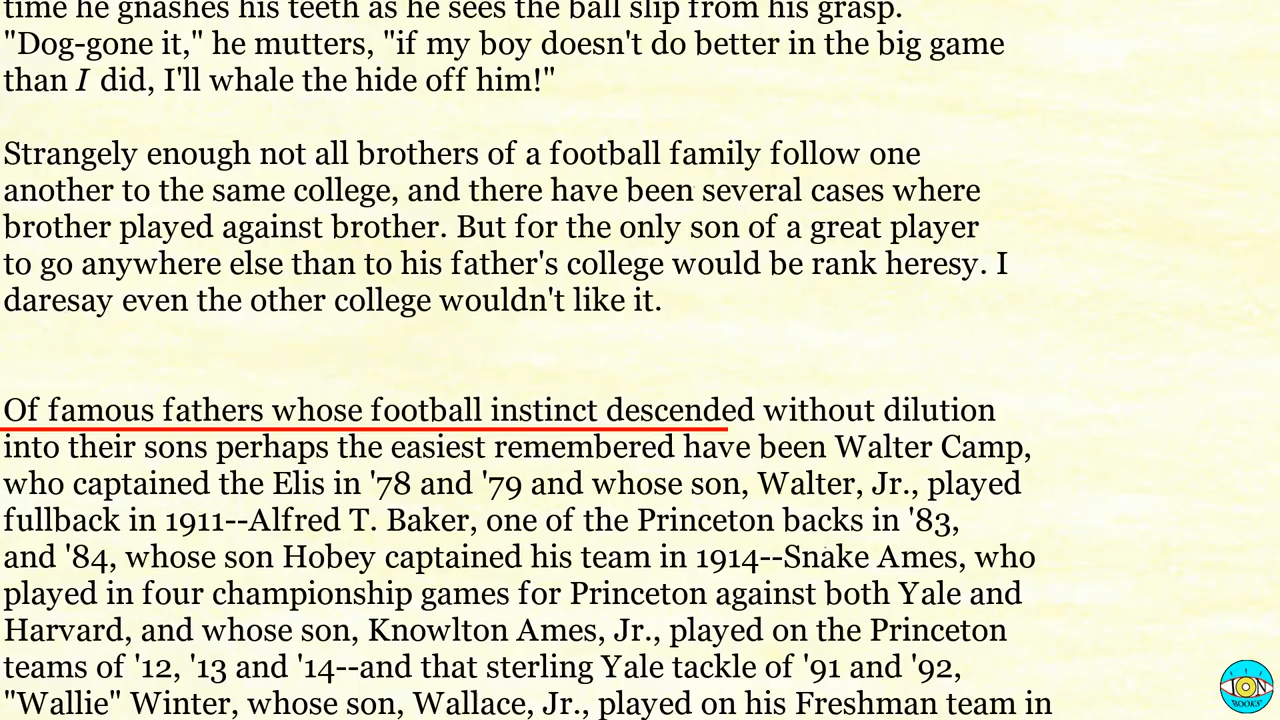 time he gnashes his teeth as he sees the ball slip from his grasp.
"Dog-gone it," he mutters, "if my boy doesn't do better in the big game
than I did, I'll whale the hide off him!"
Strangely enough not all brothers of a football family follow one
another to the same college, and there have been several cases where
brother played against brother. But for the only son of a great player
to go anywhere else than to his father's college would be rank heresy. I
daresay even the other college wouldn't like it.
Of famous fathers whose football instinct descended without dilution
into their sons perhaps the easiest remembered have been Walter Camp,
who captained the Elis in '78 and '79 and whose son, Walter, Jr., played
fullback in 1911--Alfred T. Baker, one of the Princeton backs in '83,
and '84, whose son Hobey captained his team in 1914--Snake Ames, who
played in four championship games for Princeton against both Yale and
Harvard, and whose son, Knowlton Ames, Jr., played on the Princeton
teams of '12, '13 and '14--and that sterling Yale tackle of '91 and '92,
"Wallie" Winter, whose son, Wallace, Jr., played on his Freshman team in
ION
BOOKS